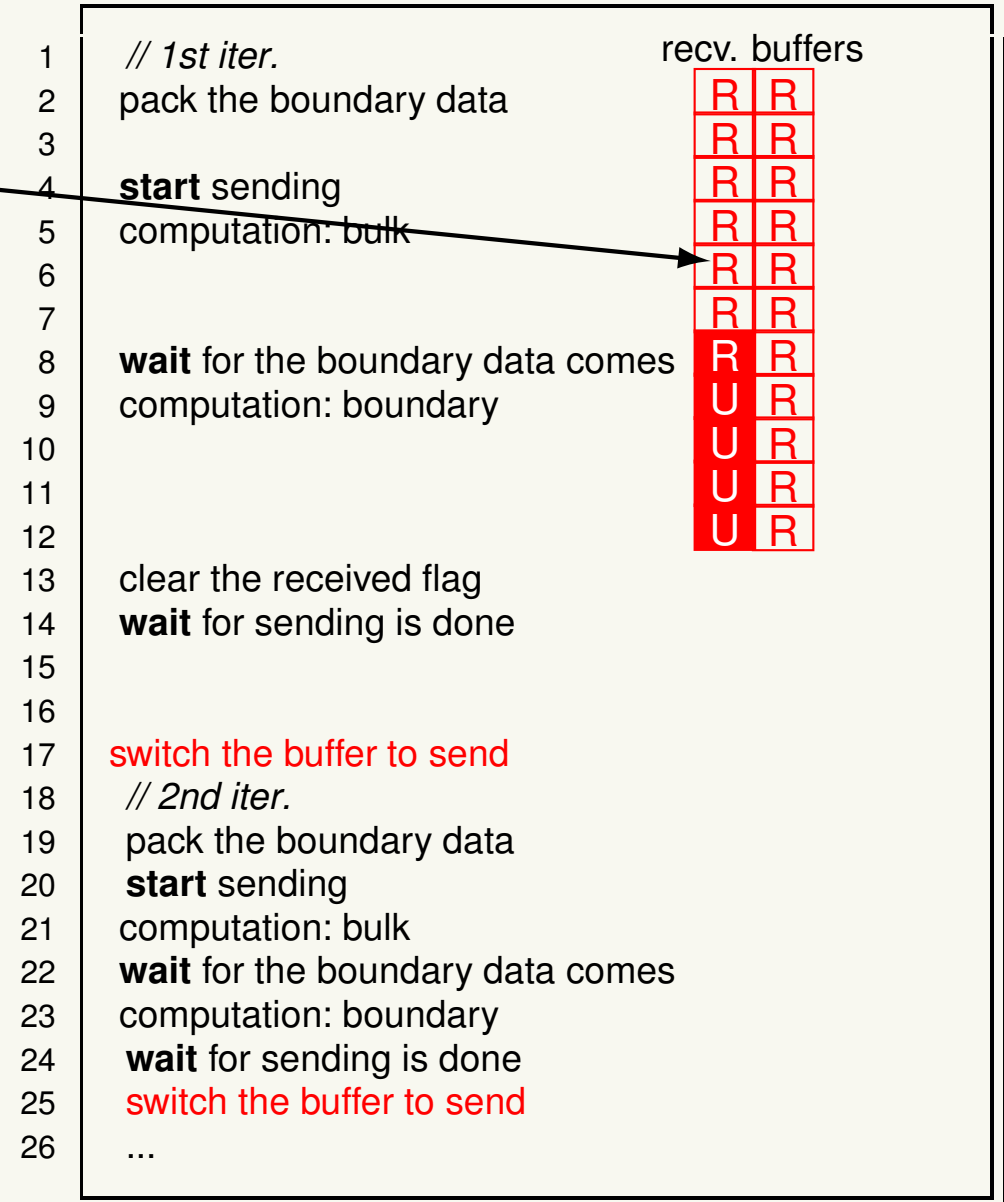 1 // 1st iter. recv. buffers
2 pack the boundary data R R
3 R R
4 start sending R R
5 computation: bulk R R
6 R R
7 R R
8 wait for the boundary data comes R R
9 computation: boundary U R
10 U R
11 U R
12 U R
13 clear the received flag
14 wait for sending is done
15
16
17 switch the buffer to send
18 // 2nd iter.
19 pack the boundary data
20 start sending
21 computation: bulk
22 wait for the boundary data comes
23 computation: boundary
24 wait for sending is done
25 switch the buffer to send
26 ...